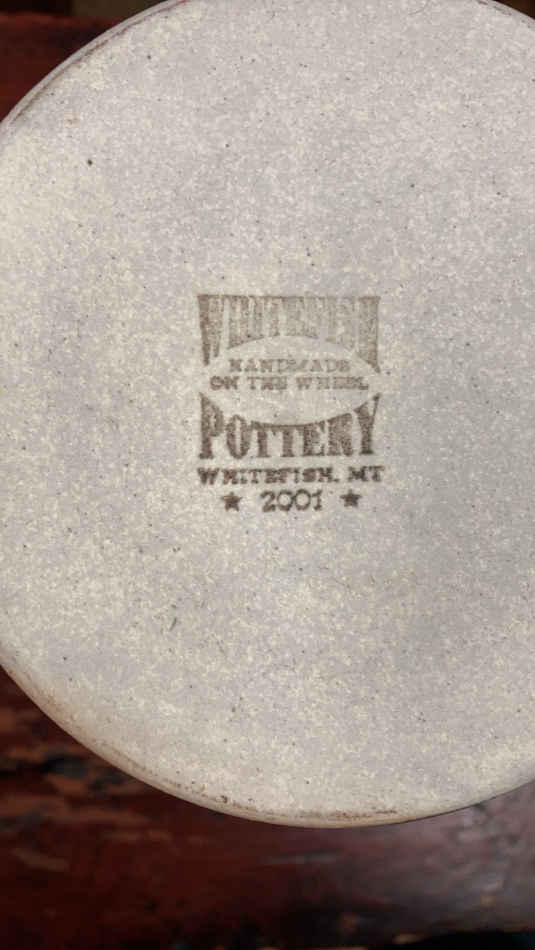 WHITEFISH
HANDMADE
ON THE WHEEL
POTTERY
WHITEFISH, MT
★ 2001 ★